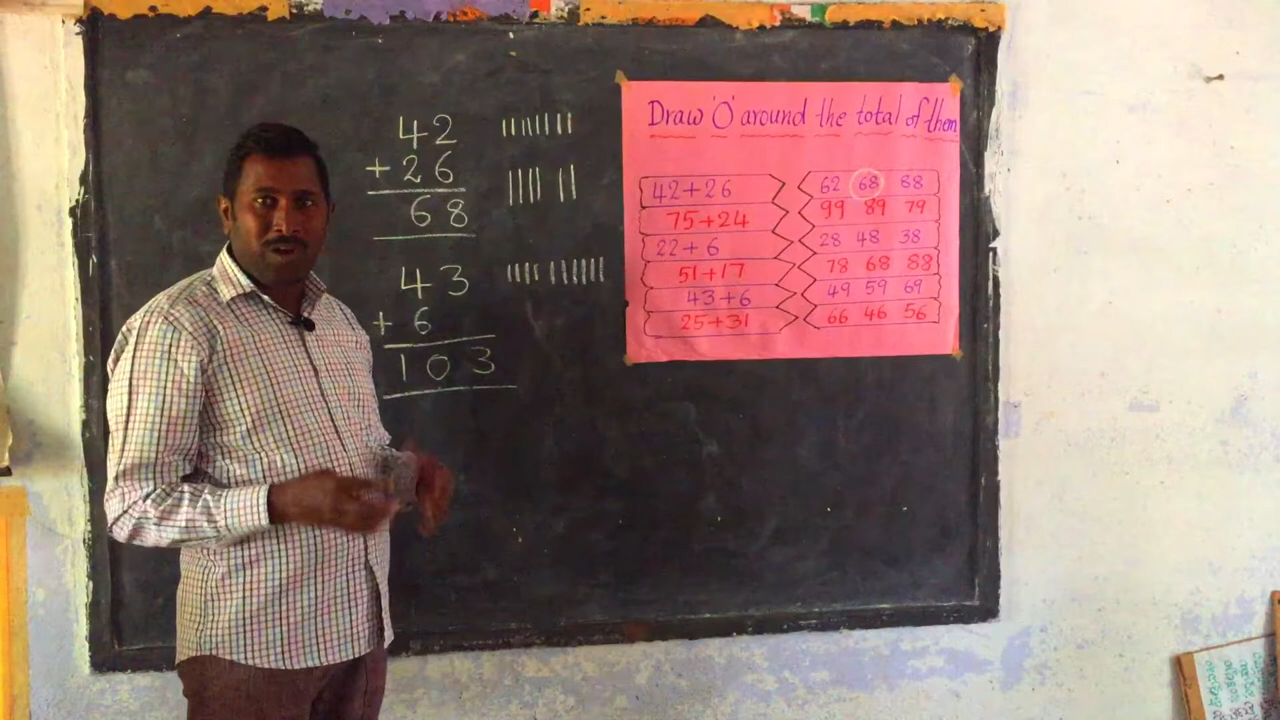 42
+ 26
68
43
+ 6
103
Draw 'O' around the total of them
42+26 62 68 88
75+24 99 89 79
22+6 28 48 38
51+17 78 68 88
43+6 49 59 69
25+31 66 46 56